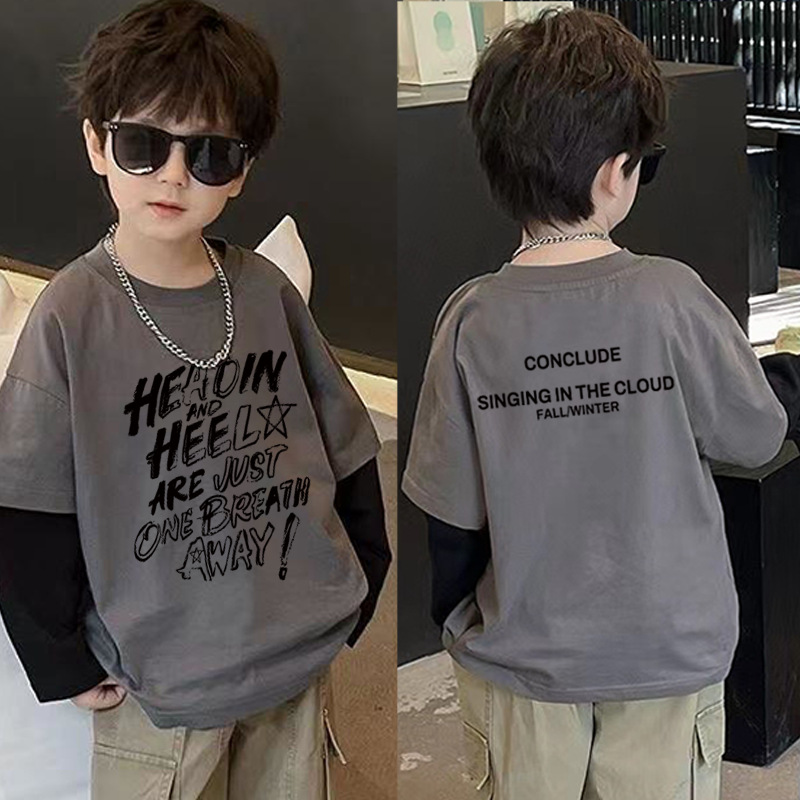 HEADIN
AND
HEEL☆
ARE JUST
ONE BREATH
AWAY!
CONCLUDE
SINGING IN THE CLOUD
FALL/WINTER